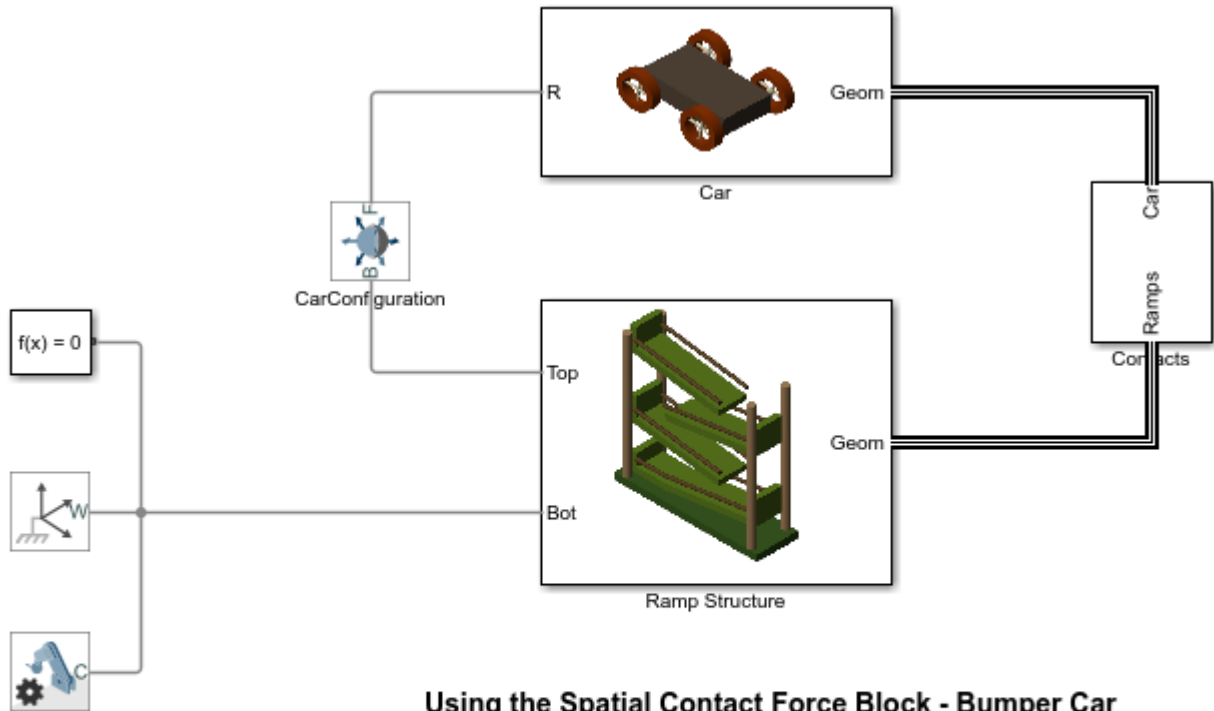 R
Geom
Car
Car
Ramps
Contacts
F
B
CarConfiguration
f(x) = 0
Top
Geom
W
Bot
Ramp Structure
C
Using the Spatial Contact Force Block - Bumper Car